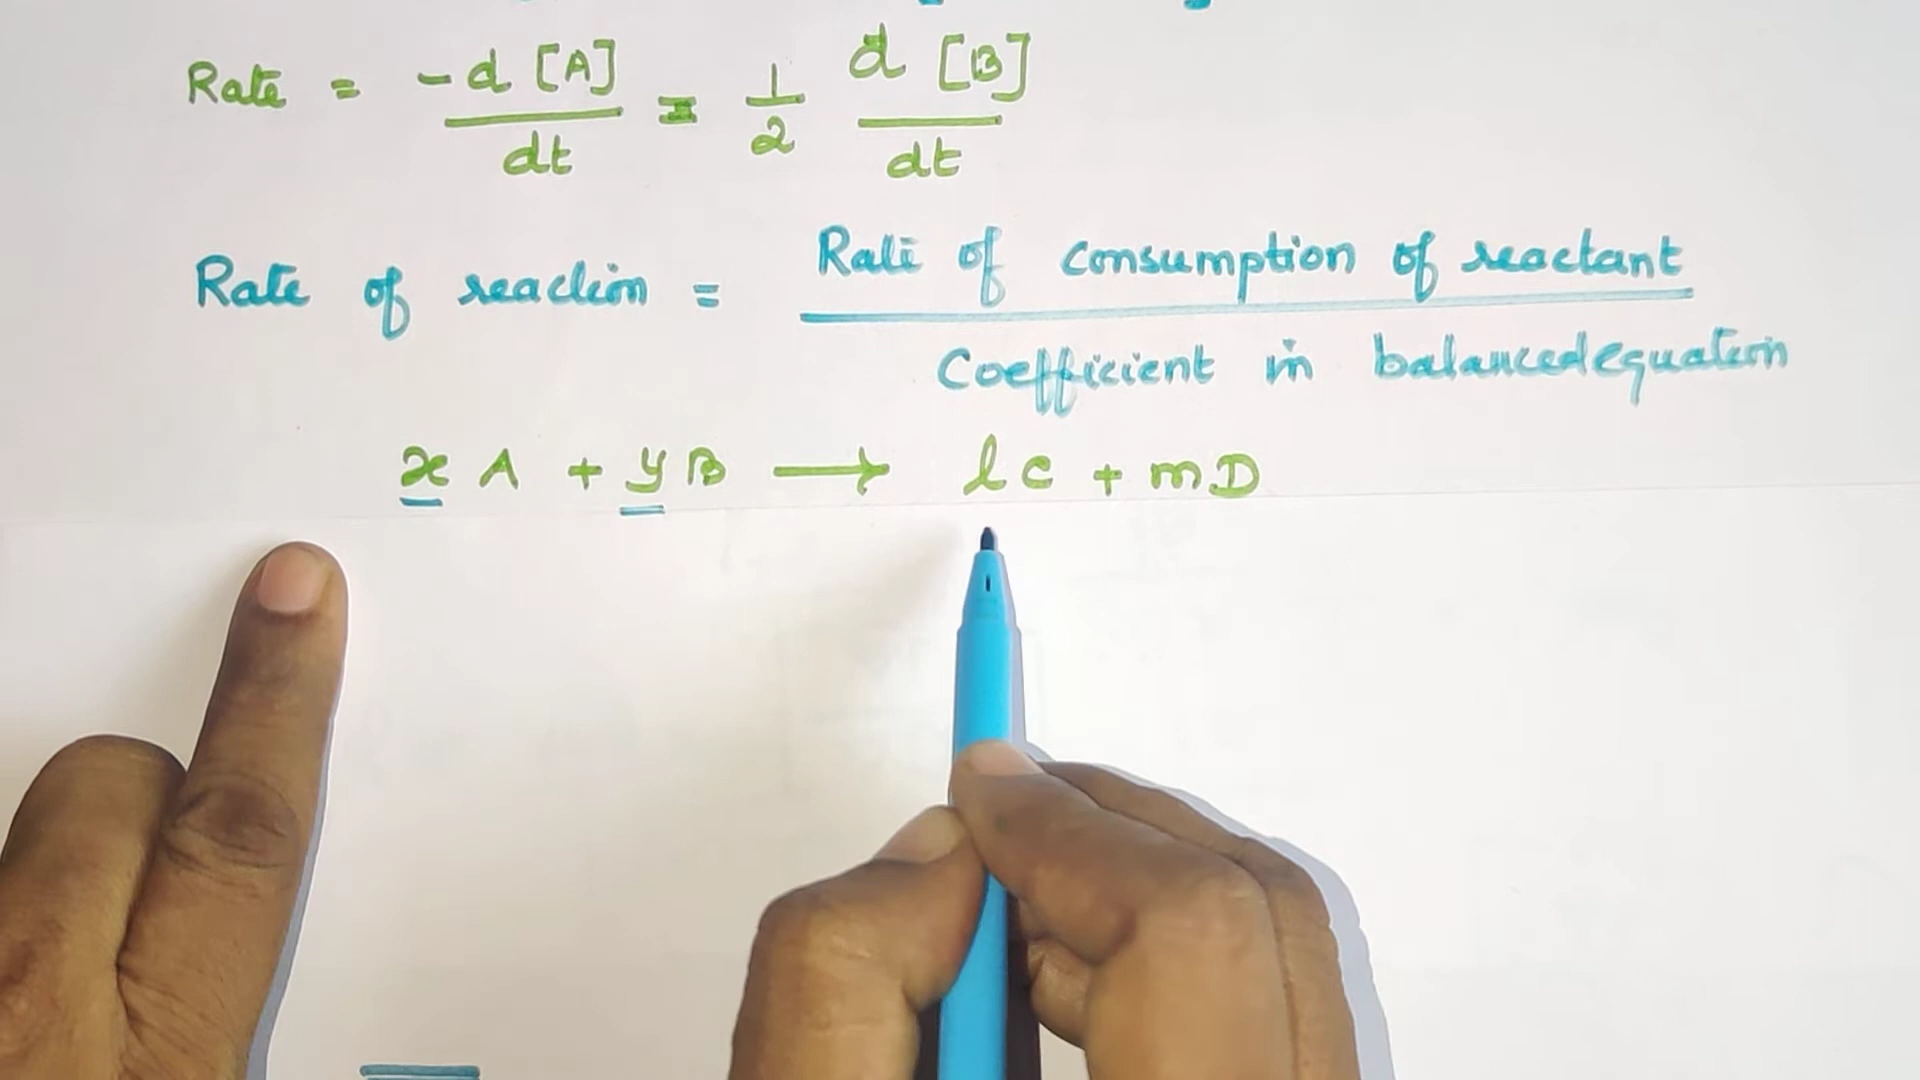 Rate = -d [A] / dt = 1/2 d [B] / dt
Rate of reaction = Rate of consumption of reactant / Coefficient in balanced equation
x A + y B → l C + m D